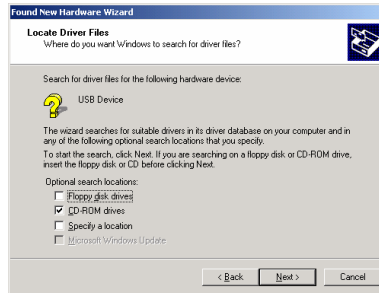 Found New Hardware Wizard
Locate Driver Files
Where do you want Windows to search for driver files?
Search for driver files for the following hardware device:
USB Device
The wizard searches for suitable drivers in its driver database on your computer and in
any of the following optional search locations that you specify.
To start the search, click Next. If you are searching on a floppy disk or CD-ROM drive,
insert the floppy disk or CD before clicking Next.
Optional search locations:
Floppy disk drives
CD-ROM drives
Specify a location
Microsoft Windows Update
< Back
Next >
Cancel